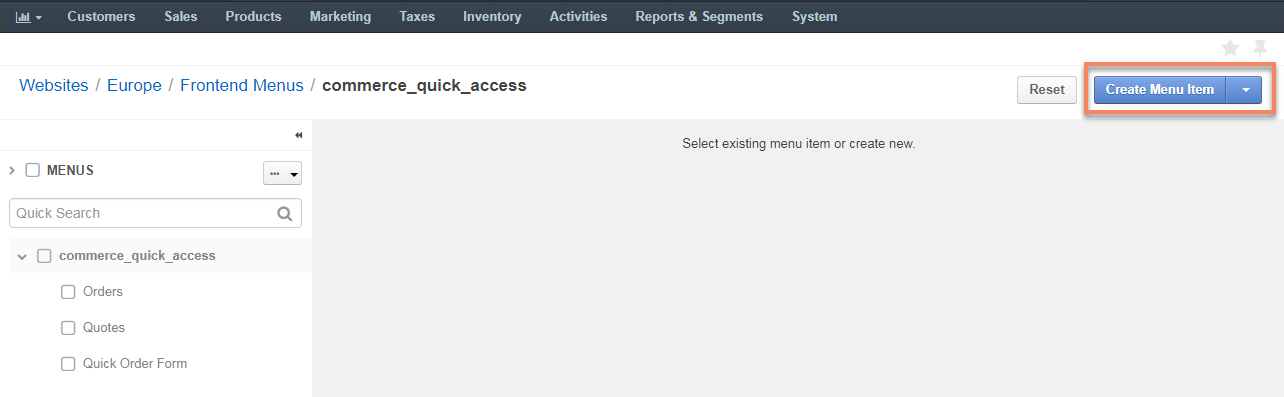 Customers Sales Products Marketing Taxes Inventory Activities Reports & Segments System
Websites / Europe / Frontend Menus / commerce_quick_access
Reset Create Menu Item
Select existing menu item or create new.
MENUS ...
Quick Search
commerce_quick_access
Orders
Quotes
Quick Order Form